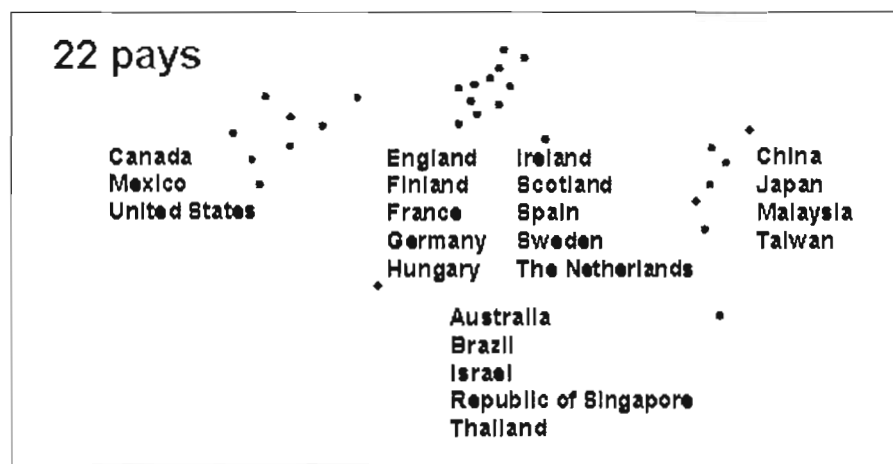 22 pays
Canada
Mexico
United States
England
Finland
France
Germany
Hungary
Ireland
Scotland
Spain
Sweden
The Netherlands
China
Japan
Malaysia
Taiwan
Australia
Brazil
Israel
Republic of Singapore
Thailand